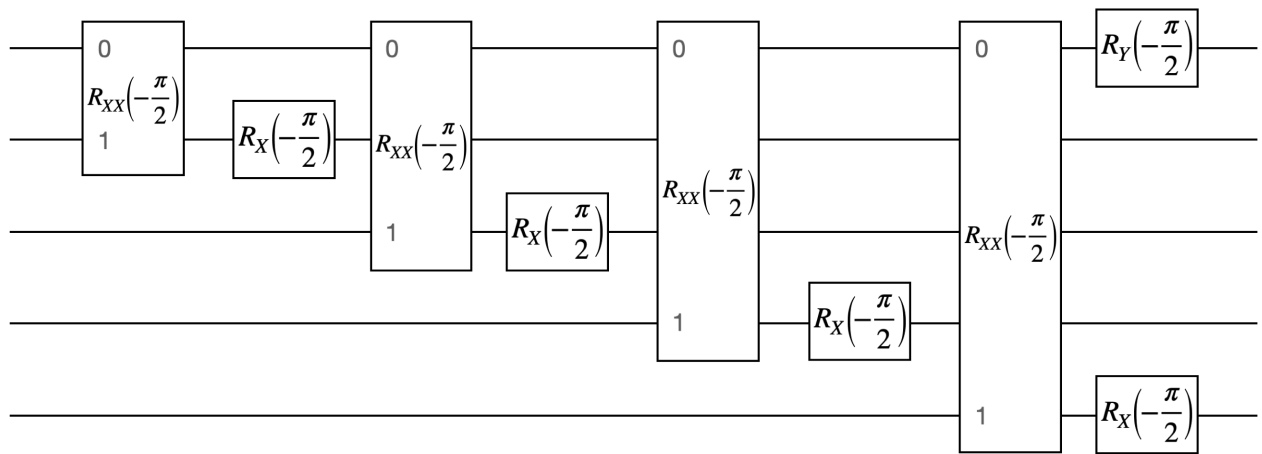 0 0 0 0 R_Y(-π/2)
R_XX(-π/2)
1 R_X(-π/2) R_XX(-π/2)
R_XX(-π/2)
1 R_X(-π/2) R_XX(-π/2)
1 R_X(-π/2)
1 R_X(-π/2)